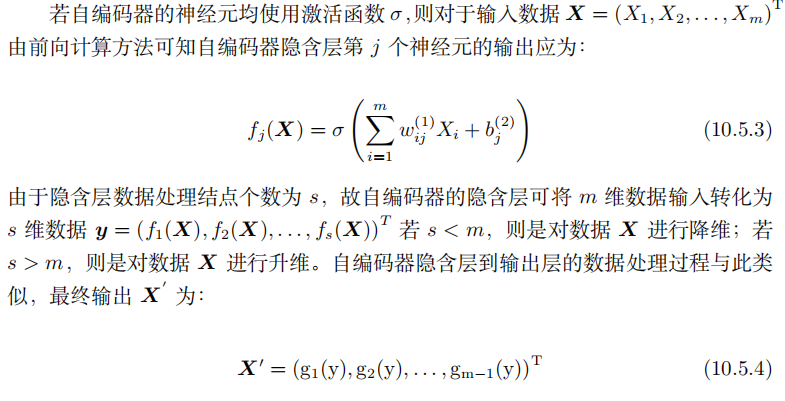 若自编码器的神经元均使用激活函数 σ,则对于输入数据 X = (X₁, X₂, . . . , Xₘ)ᵀ
由前向计算方法可知自编码器隐含层第 j 个神经元的输出应为：
f_j(X) = σ ( ∑_{i=1}^{m} w_{ij}^{(1)} X_i + b_j^{(2)} ) (10.5.3)
由于隐含层数据处理结点个数为 s，故自编码器的隐含层可将 m 维数据输入转化为
s 维数据 y = (f₁(X), f₂(X), . . . , fₛ(X))ᵀ 若 s < m，则是对数据 X 进行降维；若
s > m，则是对数据 X 进行升维。自编码器隐含层到输出层的数据处理过程与此类
似，最终输出 X′ 为：
X′ = (g₁(y), g₂(y), . . . , g_{m−1}(y))ᵀ (10.5.4)